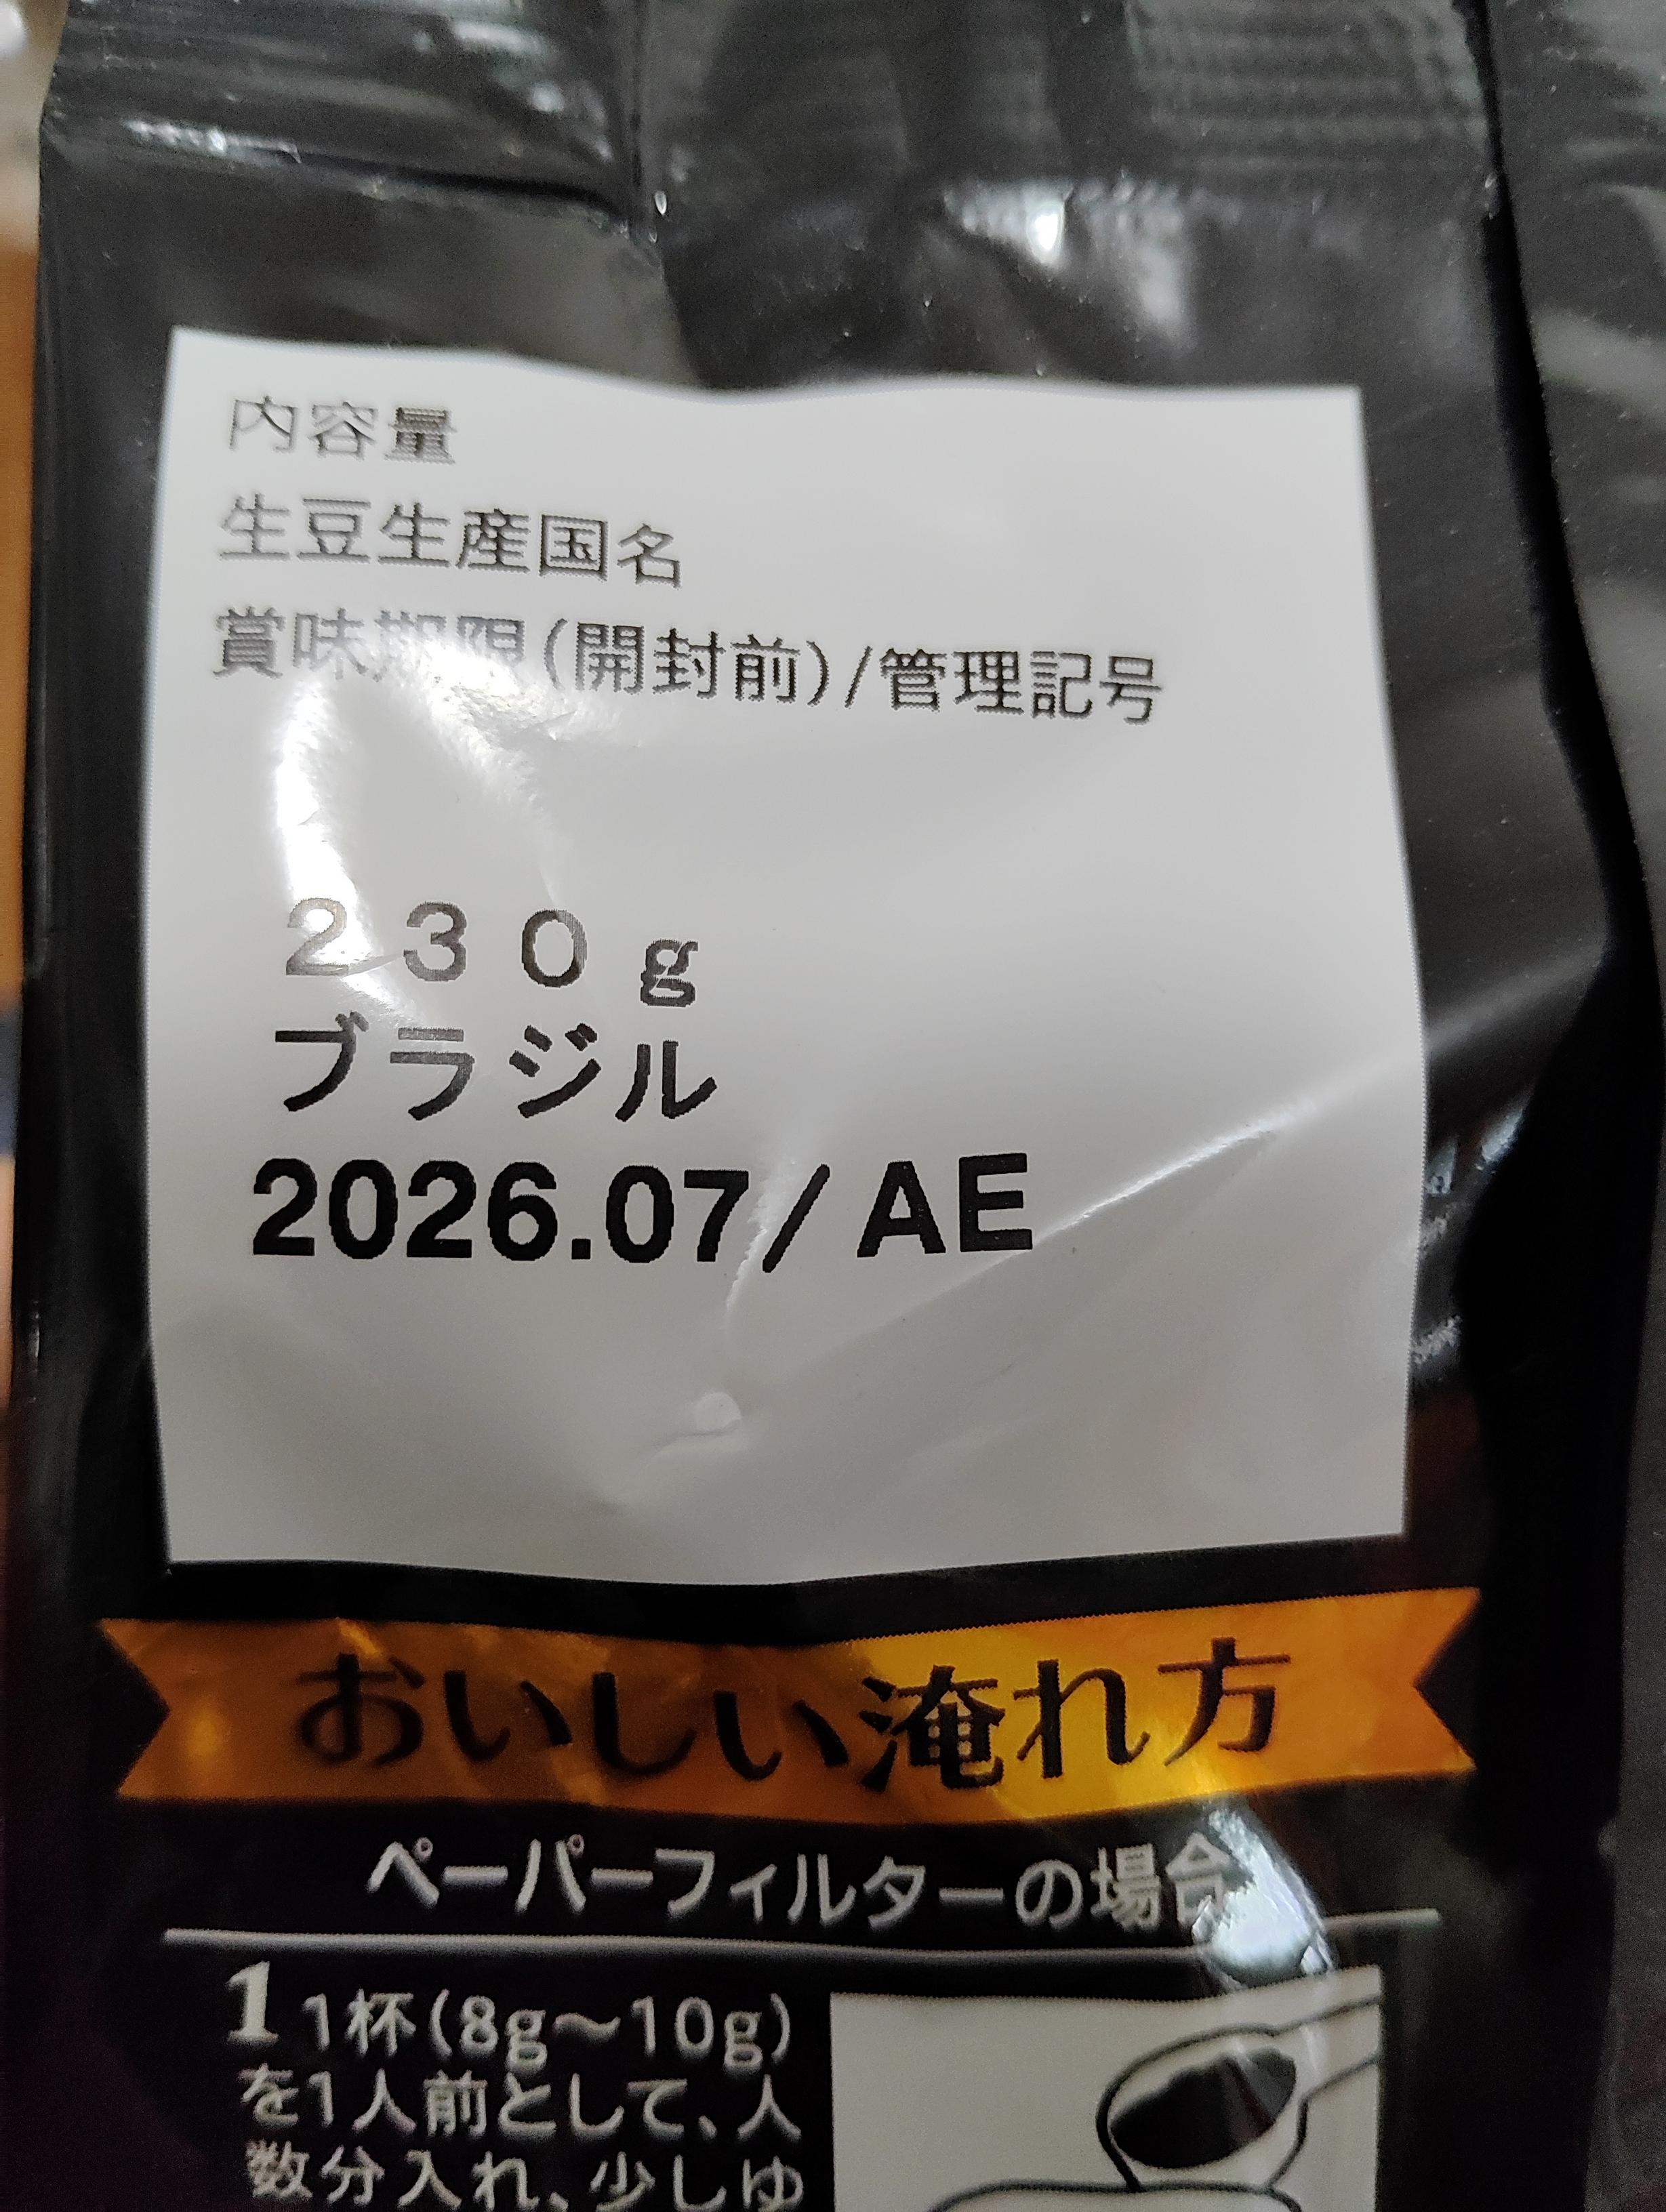 内容量
生豆生産国名
賞味期限(開封前)/管理記号
２３０ｇ
ブラジル
2026.07/ AE
おいしい淹れ方
ペーパーフィルターの場合
1 1杯(8g〜10g)
を1人前として、人
数分入れ、少しゆ